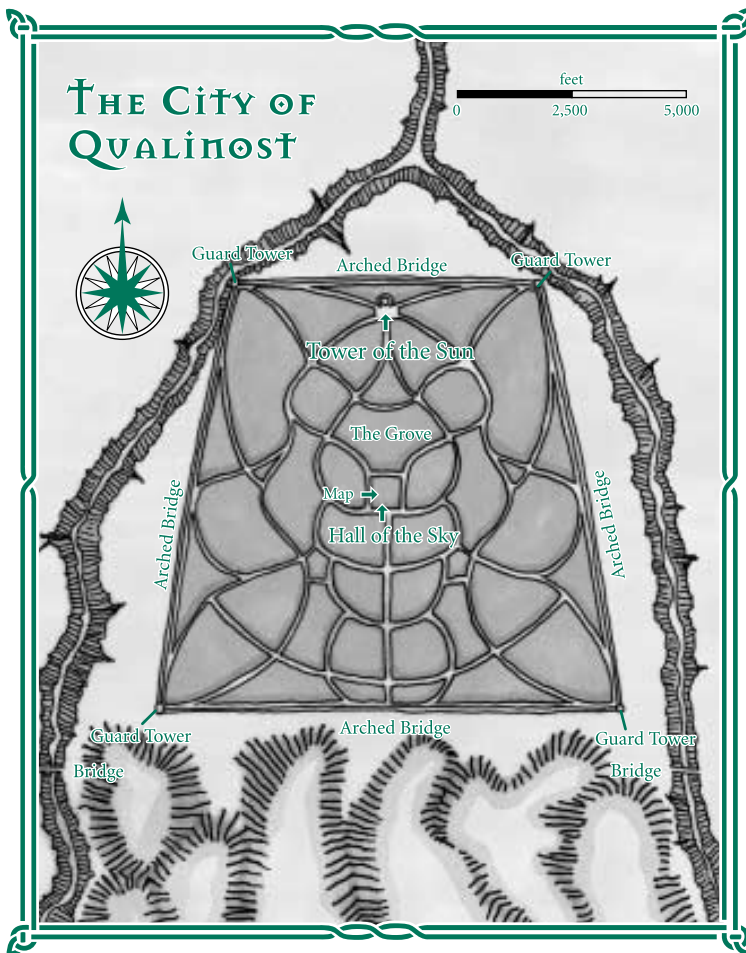 The City of
Qualinost
feet
0 2,500 5,000
Guard Tower
Arched Bridge
Guard Tower
Tower of the Sun
The Grove
Map
Hall of the Sky
Arched Bridge
Arched Bridge
Guard Tower
Arched Bridge
Guard Tower
Bridge
Bridge